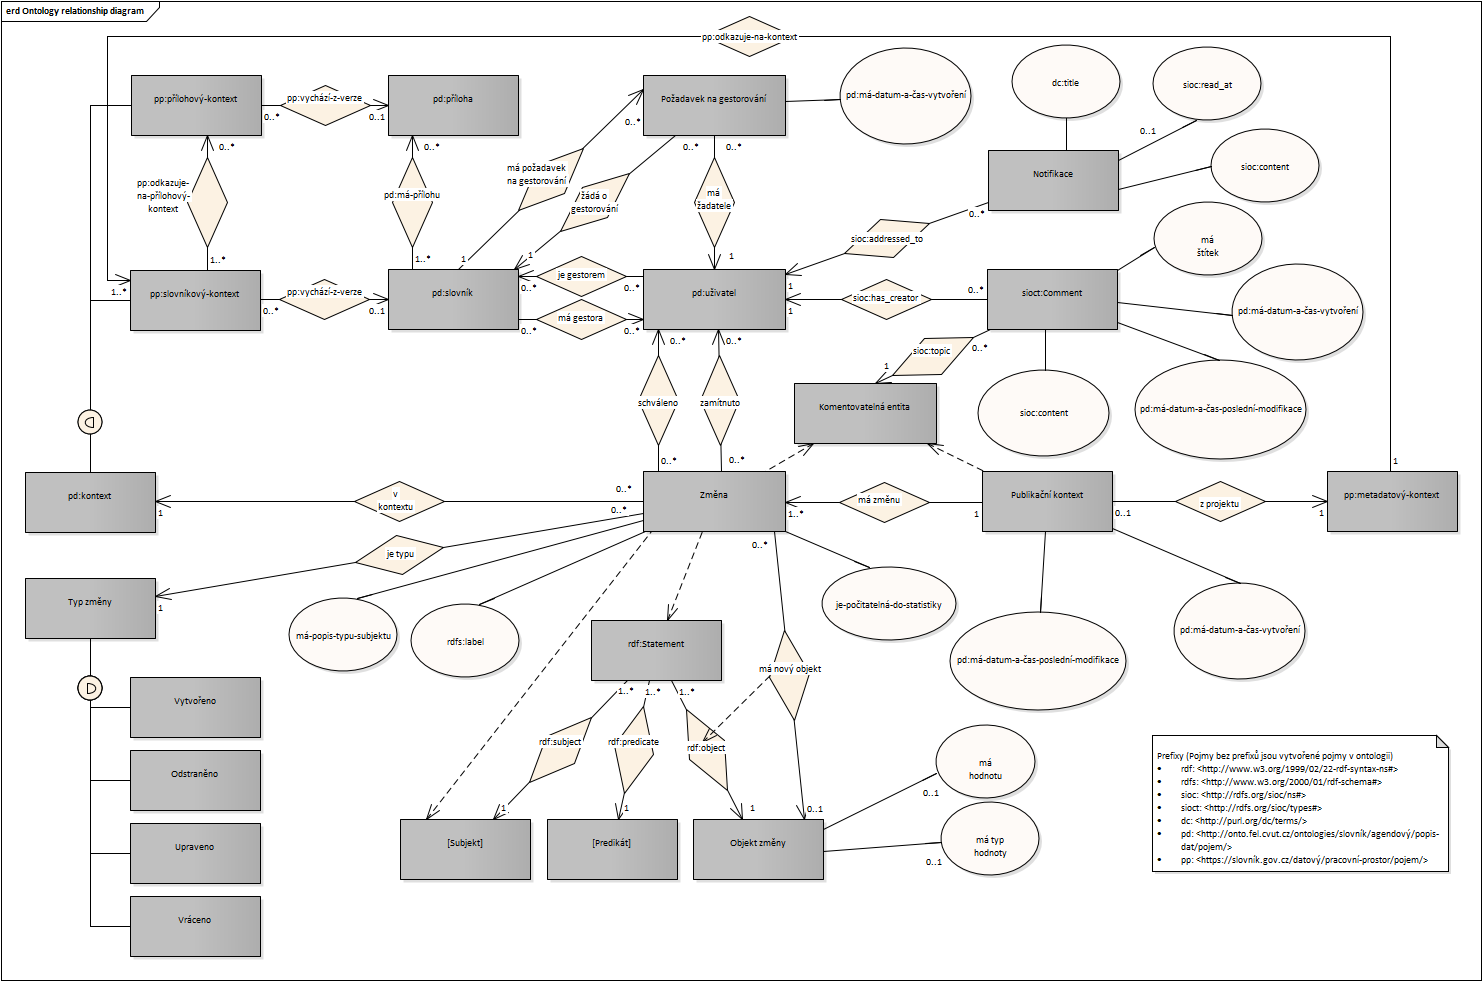 erd Ontology relationship diagram
pp:odkazuje-na-kontext
pp:přílohový-kontext
pp:vychází-z-verze
0..*
0..1
pd:příloha
Požadavek na gestorování
pd:má-datum-a-čas-vytvoření
dc:title
sioc:read_at
0..1
0..*
0..*
0..*
0..*
0..*
pp:odkazuje-
na-přílohový-
kontext
pd:má-přílohu
má požadavek
na gestorování
žádá o
gestorování
má
žadatele
Notifikace
sioc:content
0..*
sioc:addressed_to
má
štítek
1..*
1..*
1
1
1
1..*
pp:slovníkový-kontext
pp:vychází-z-verze
0..*
0..1
pd:slovník
je gestorem
0..*
0..*
má gestora
0..*
0..*
pd:uživatel
1
1
sioc:has_creator
0..*
sioct:Comment
pd:má-datum-a-čas-vytvoření
0..*
0..*
0..*
sioc:topic
1
schváleno
zamítnuto
Komentovatelná entita
sioc:content
pd:má-datum-a-čas-poslední-modifikace
0..*
0..*
1
pd:kontext
1
v
kontextu
0..*
0..*
Změna
1..*
má změnu
1
Publikační kontext
0..1
z projektu
1
pp:metadatový-kontext
je typu
0..*
Typ změny
1
má-popis-typu-subjektu
rdfs:label
rdf:Statement
je-počitatelná-do-statistiky
pd:má-datum-a-čas-poslední-modifikace
pd:má-datum-a-čas-vytvoření
má nový objekt
1..*
1..*
1..*
Vytvořeno
rdf:subject
rdf:predicate
rdf:object
Odstraněno
má
hodnotu
0..1
1
1
1
0..1
Upraveno
[Subjekt]
[Predikát]
Objekt změny
má typ
hodnoty
0..1
Vráceno
Prefixy (Pojmy bez prefixů jsou vytvořené pojmy v ontologii)
• rdf: <http://www.w3.org/1999/02/22-rdf-syntax-ns#>
• rdfs: <http://www.w3.org/2000/01/rdf-schema#>
• sioc: <http://rdfs.org/sioc/ns#>
• sioct: <http://rdfs.org/sioc/types#>
• dc: <http://purl.org/dc/terms/>
• pd: <http://onto.fel.cvut.cz/ontologies/slovník/agendový/popis-
dat/pojem/>
• pp: <https://slovník.gov.cz/datový/pracovní-prostor/pojem/>